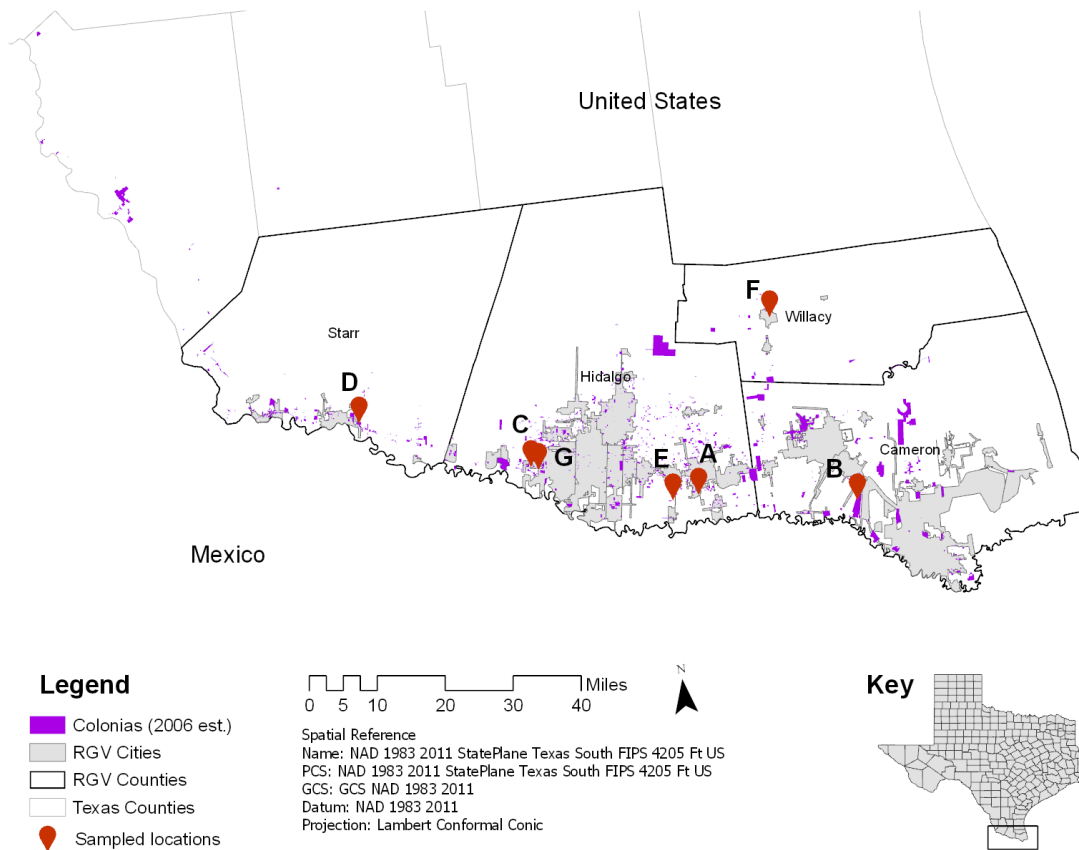 United States
F
Willacy
Starr
Hidalgo
D
C
G
E
A
B
Cameron
Mexico
Legend
Colonias (2006 est.)
RGV Cities
RGV Counties
Texas Counties
Sampled locations
Miles
0 5 10 20 30 40
Spatial Reference
Name: NAD 1983 2011 StatePlane Texas South FIPS 4205 Ft US
PCS: NAD 1983 2011 StatePlane Texas South FIPS 4205 Ft US
GCS: GCS NAD 1983 2011
Datum: NAD 1983 2011
Projection: Lambert Conformal Conic
N
Key